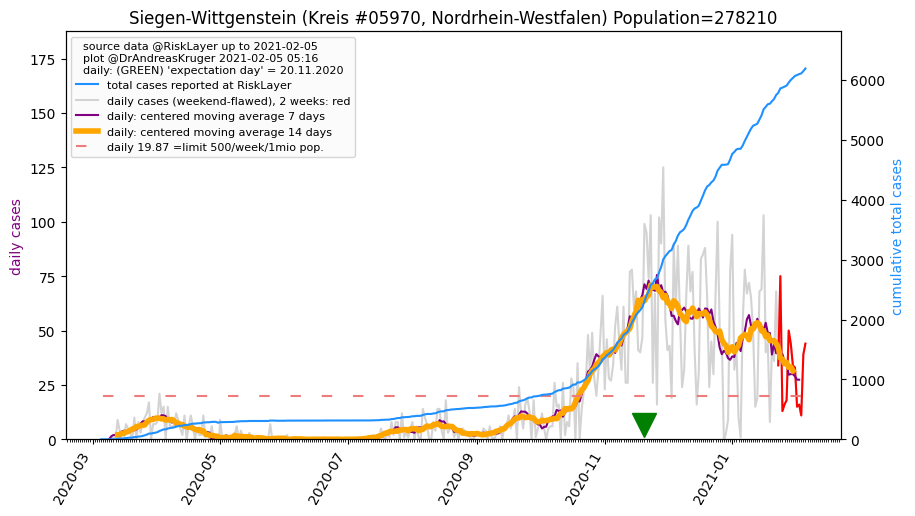 Siegen-Wittgenstein (Kreis #05970, Nordrhein-Westfalen) Population=278210
source data @RiskLayer up to 2021-02-05
plot @DrAndreasKruger 2021-02-05 05:16
daily: (GREEN) 'expectation day' = 20.11.2020
total cases reported at RiskLayer
daily cases (weekend-flawed), 2 weeks: red
daily: centered moving average 7 days
daily: centered moving average 14 days
daily 19.87 =limit 500/week/1mio pop.
daily cases
175
150
125
100
75
50
25
0
cumulative total cases
6000
5000
4000
3000
2000
1000
0
2020-03
2020-05
2020-07
2020-09
2020-11
2021-01